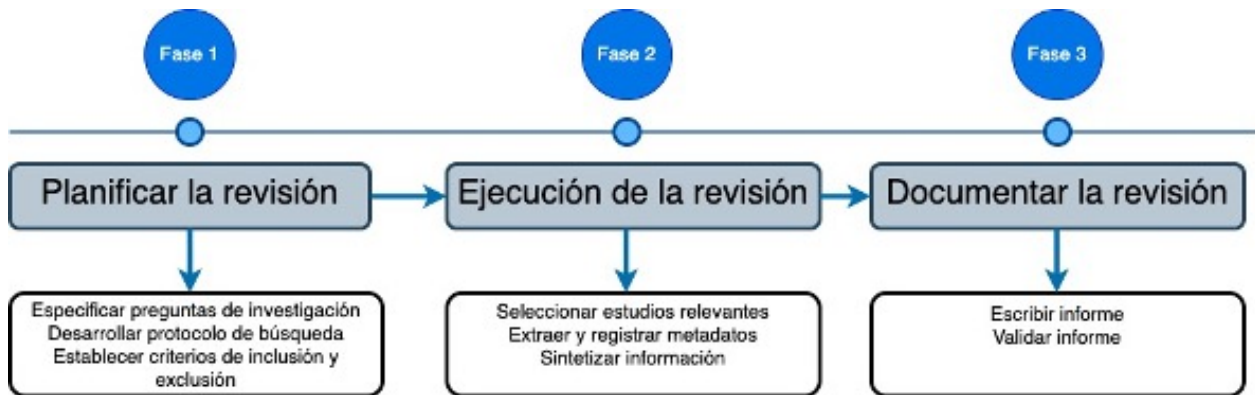 Fase 1
Fase 2
Fase 3
Planificar la revisión
Ejecución de la revisión
Documentar la revisión
Especificar preguntas de investigación
Desarrollar protocolo de búsqueda
Establecer criterios de inclusión y
exclusión
Seleccionar estudios relevantes
Extraer y registrar metadatos
Sintetizar información
Escribir informe
Validar informe